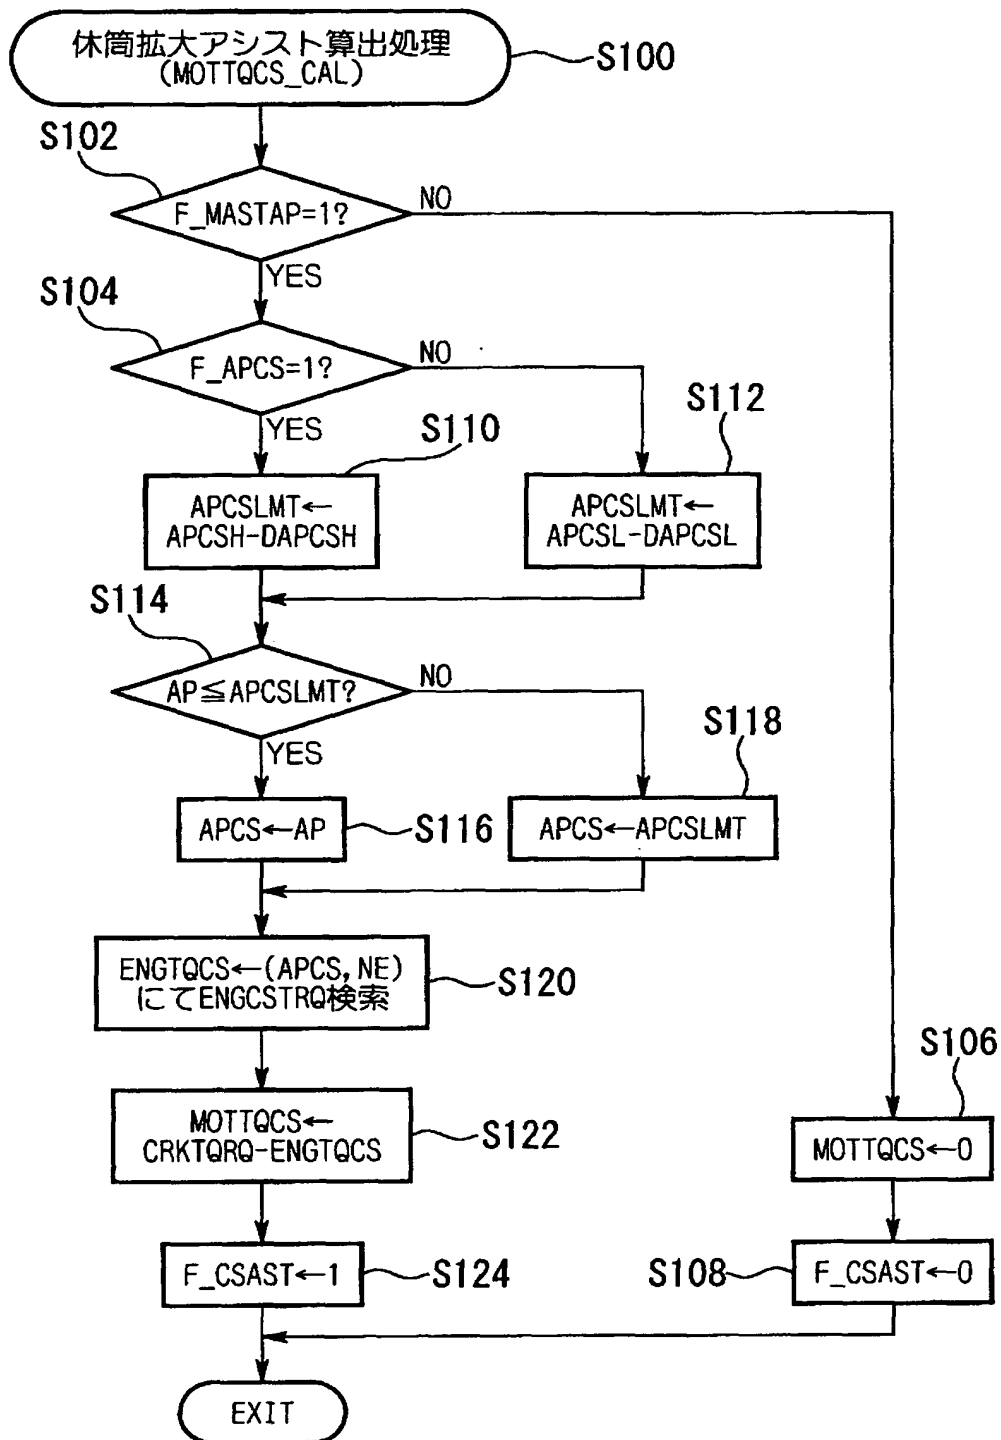 休筒拡大アシスト算出処理
(MOTTQCS_CAL)
S100
S102
F_MASTAP=1?
NO
YES
S104
F_APCS=1?
NO
YES
S110
APCSLMT←
APCSH-DAPCSH
S112
APCSLMT←
APCSL-DAPCSL
S114
AP≦APCSLMT?
NO
YES
S116
APCS←AP
S118
APCS←APCSLMT
ENGTQCS←(APCS,NE)
にてENGCSTRQ検索
S120
S106
MOTTQCS←
CRKTQRQ-ENGTQCS
S122
MOTTQCS←0
F_CSAST←1
S124
S108
F_CSAST←0
EXIT